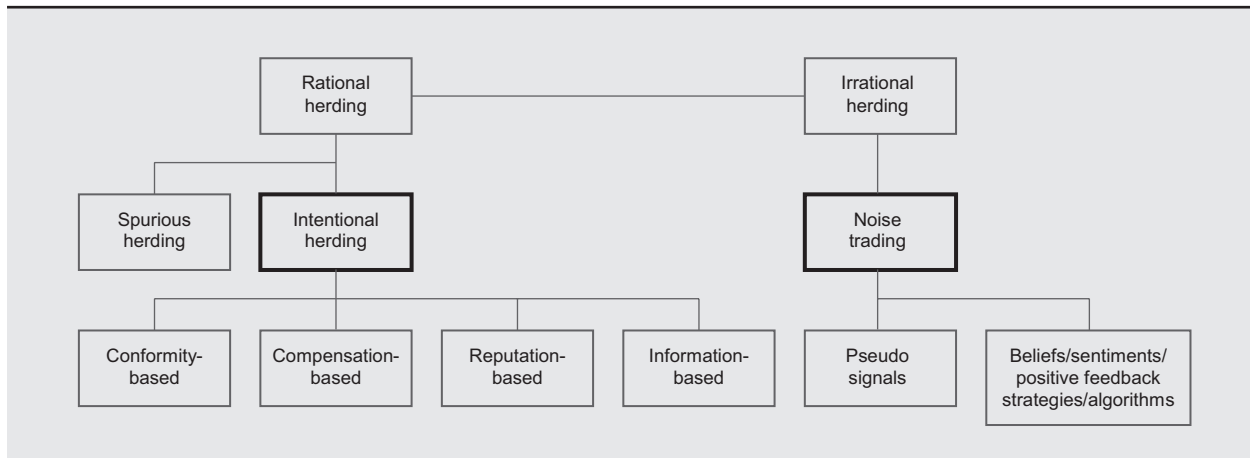 Rational
herding
Irrational
herding
Spurious
herding
Intentional
herding
Noise
trading
Conformity-
based
Compensation-
based
Reputation-
based
Information-
based
Pseudo
signals
Beliefs/sentiments/
positive feedback
strategies/algorithms